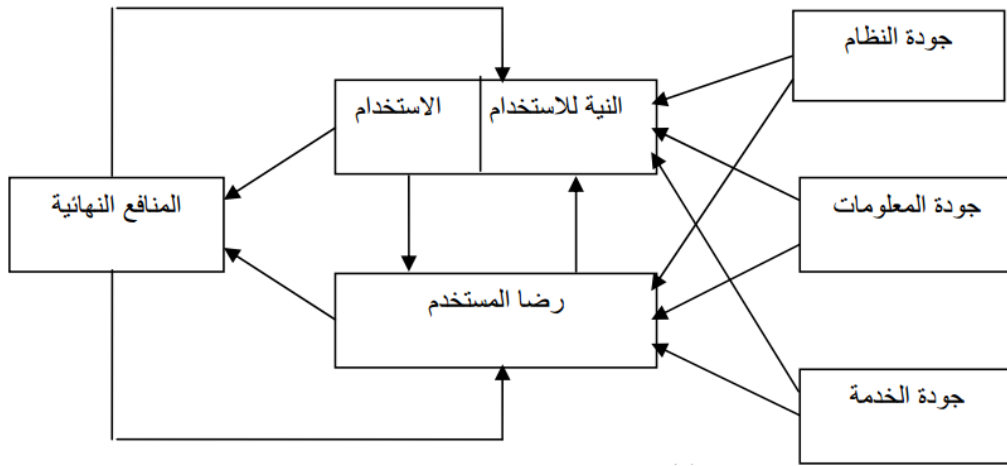 جودة النظام
النية للاستخدام
الاستخدام
جودة المعلومات
المنافع النهائية
رضا المستخدم
جودة الخدمة